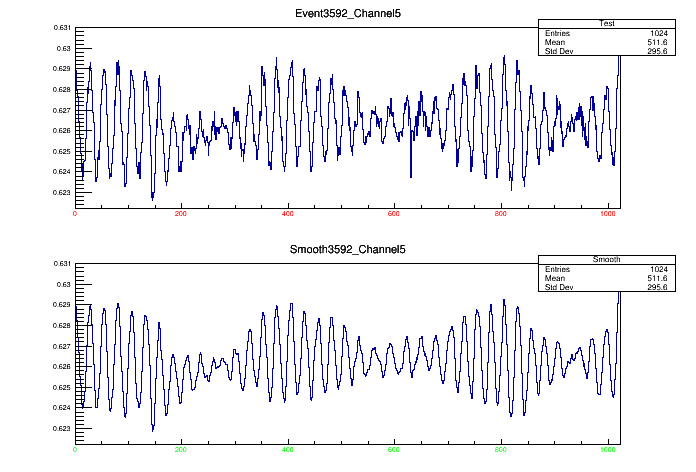 Event3592_Channel5
Test
Entries 1024
Mean 511.6
Std Dev 295.6
0.631
0.63
0.629
0.628
0.627
0.626
0.625
0.624
0.623
0 200 400 600 800 1000
Smooth3592_Channel5
Smooth
Entries 1024
Mean 511.6
Std Dev 295.6
0.631
0.63
0.629
0.628
0.627
0.626
0.625
0.624
0.623
0 200 400 600 800 1000